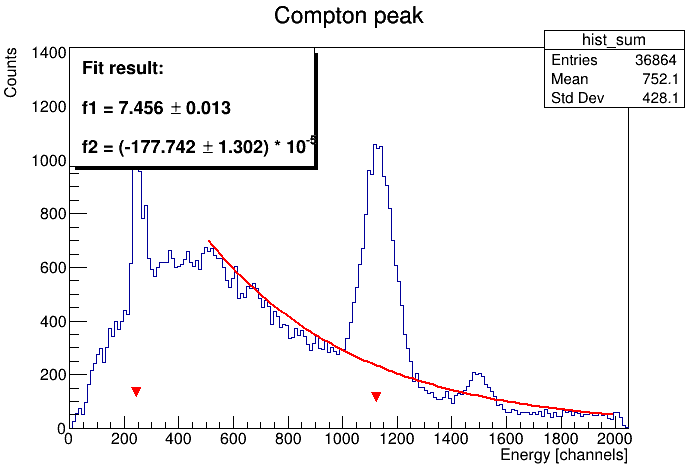 Compton peak
hist_sum
Entries 36864
Mean 752.1
Std Dev 428.1
Fit result:
f1 = 7.456 ± 0.013
f2 = (-177.742 ± 1.302) * 10⁻⁵
Counts
1400
1200
1000
800
600
400
200
0
0 200 400 600 800 1000 1200 1400 1600 1800 2000
Energy [channels]